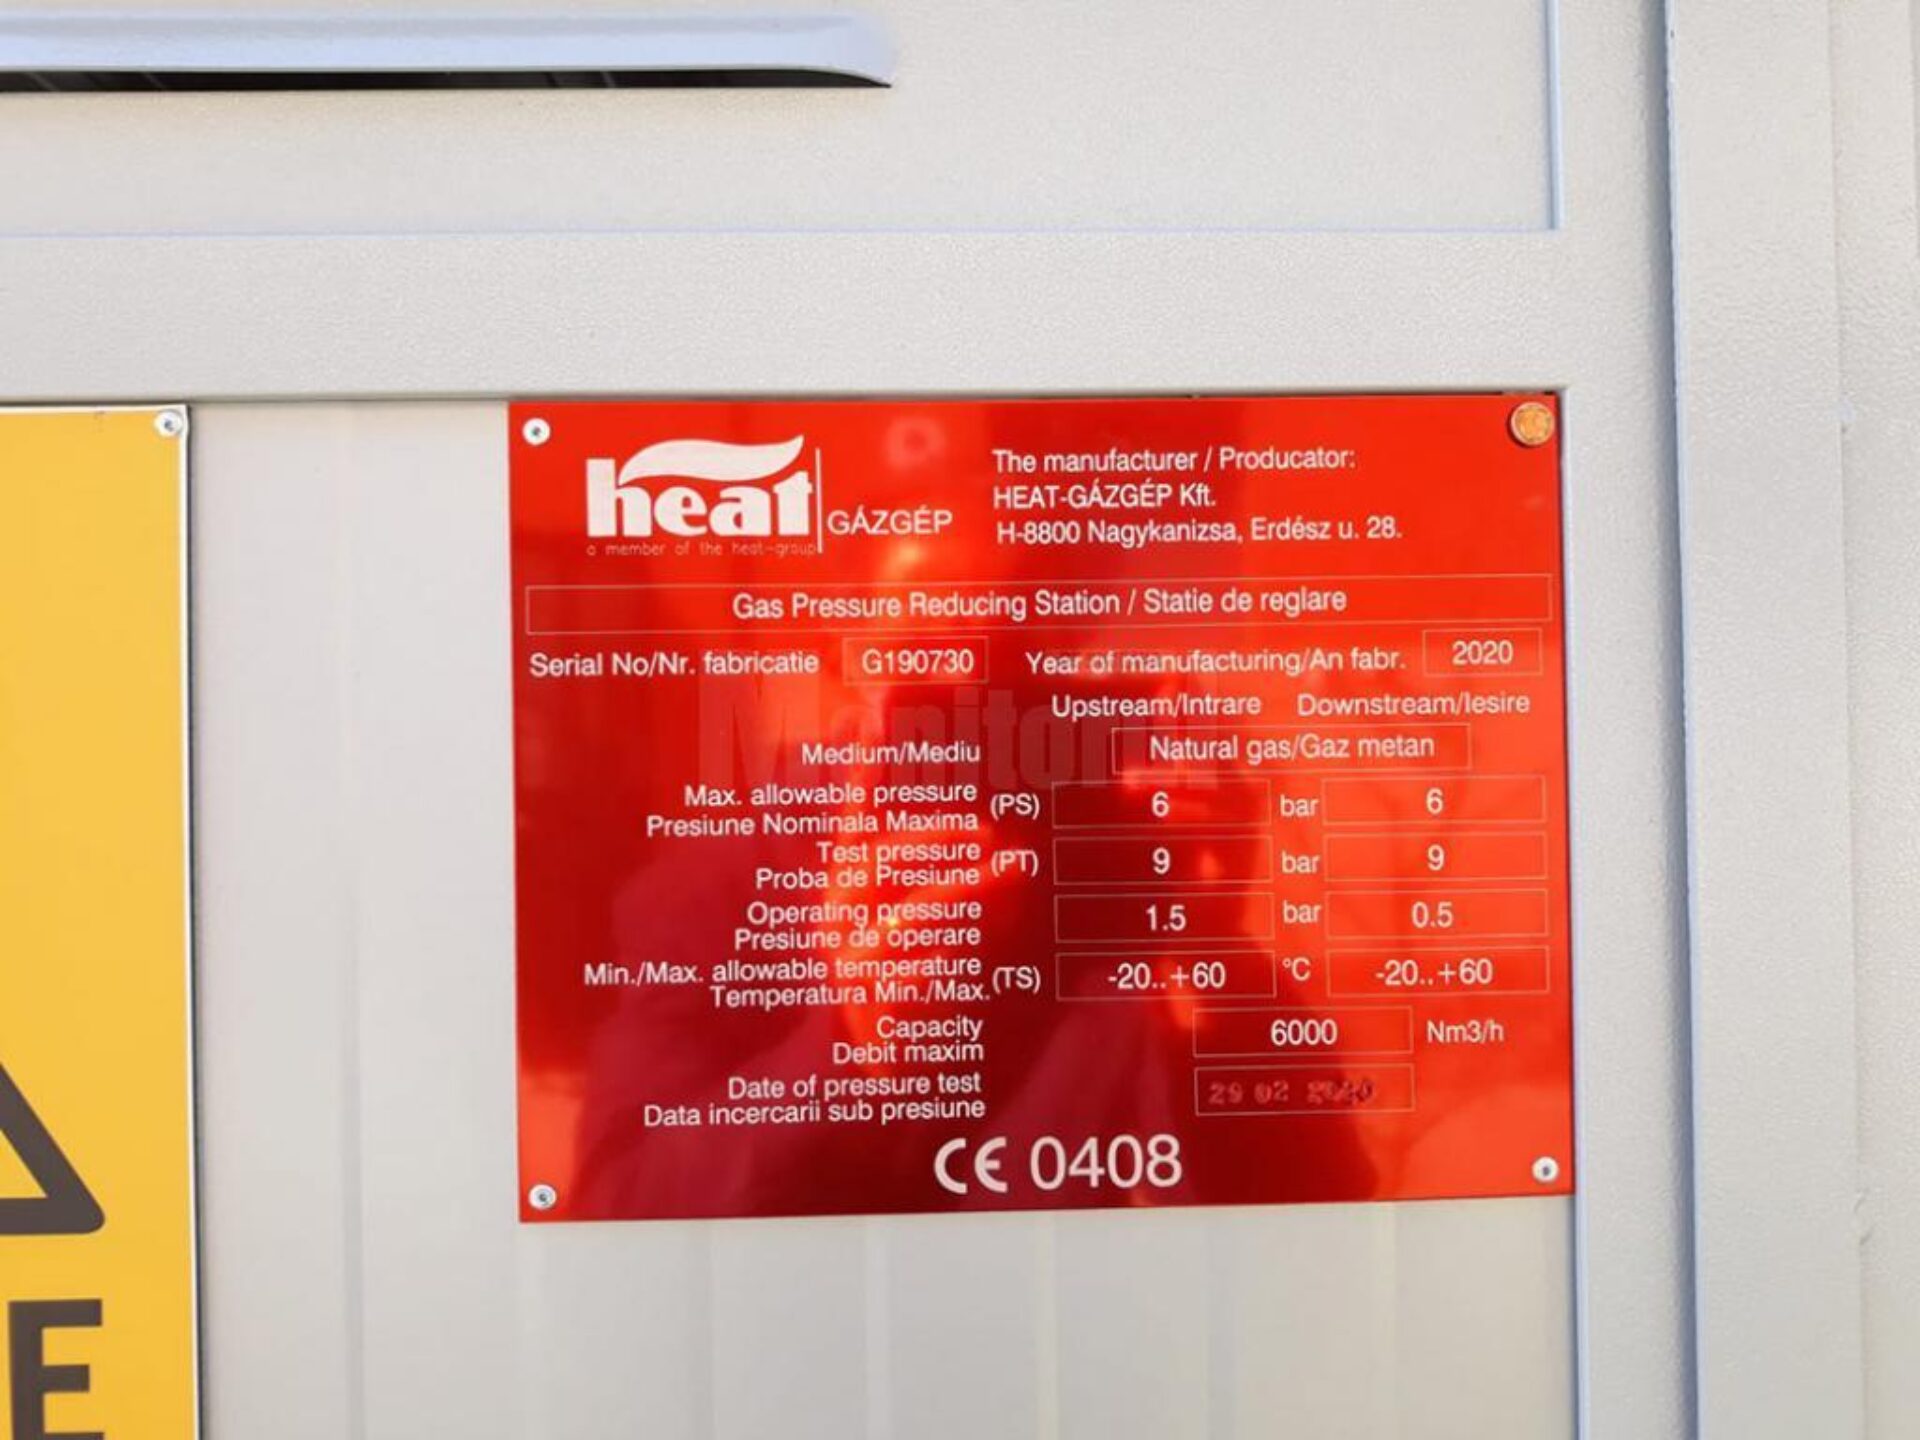 heat GÁZGÉP
a member of the heat-group
The manufacturer / Producator:
HEAT-GÁZGÉP Kft.
H-8800 Nagykanizsa, Erdész u. 28.
Gas Pressure Reducing Station / Statie de reglare
Serial No/Nr. fabricatie G190730 Year of manufacturing/An fabr. 2020
Upstream/Intrare Downstream/Iesire
Medium/Mediu Natural gas/Gaz metan
Max. allowable pressure (PS) 6 bar 6
Presiune Nominala Maxima
Test pressure (PT) 9 bar 9
Proba de Presiune
Operating pressure 1.5 bar 0.5
Presiune de operare
Min./Max. allowable temperature (TS) -20..+60 °C -20..+60
Temperatura Min./Max.
Capacity 6000 Nm3/h
Debit maxim
Date of pressure test 29 02 2020
Data incercarii sub presiune
CE 0408
Monitorul
E